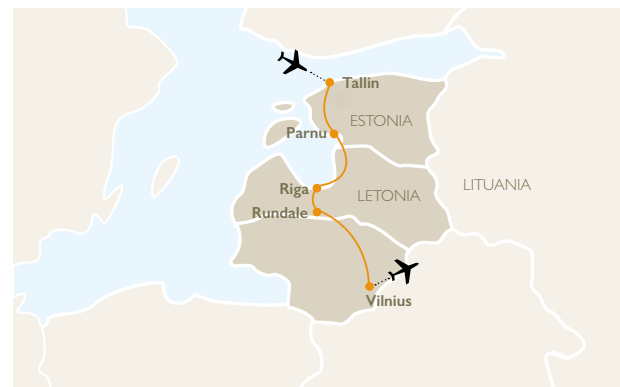 Tallin
ESTONIA
Parnu
Riga
LETONIA
LITUANIA
Rundale
Vilnius